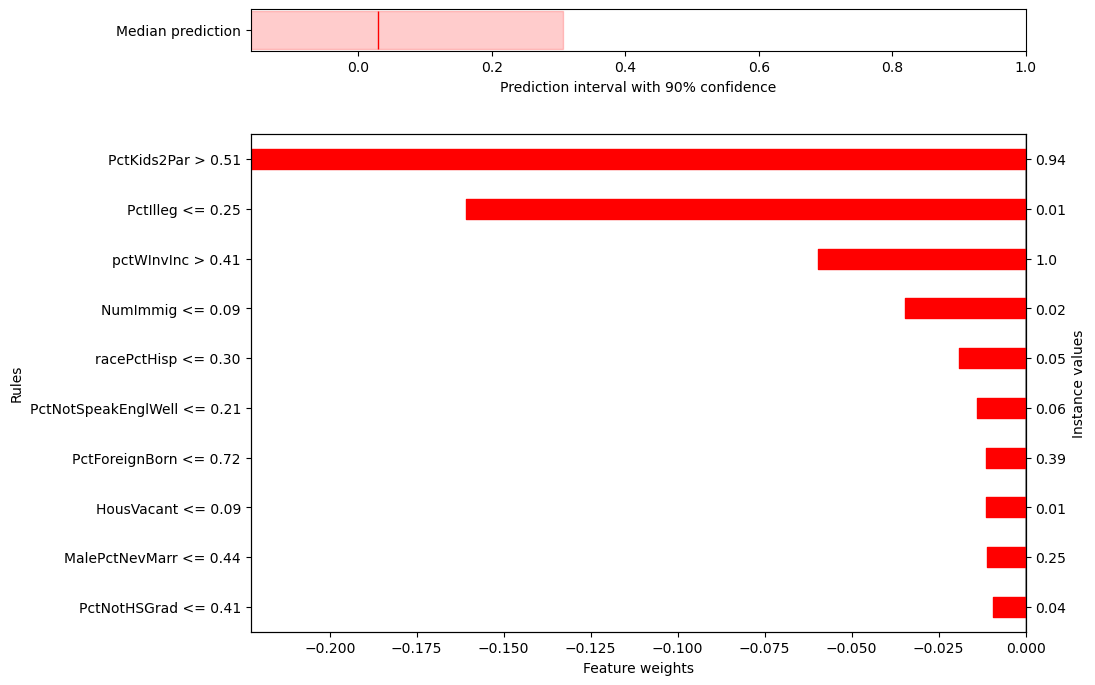 Median prediction
0.0 0.2 0.4 0.6 0.8 1.0
Prediction interval with 90% confidence
Rules
PctKids2Par > 0.51 0.94
PctIlleg <= 0.25 0.01
pctWInvInc > 0.41 1.0
NumImmig <= 0.09 0.02
racePctHisp <= 0.30 0.05
PctNotSpeakEnglWell <= 0.21 0.06
PctForeignBorn <= 0.72 0.39
HousVacant <= 0.09 0.01
MalePctNevMarr <= 0.44 0.25
PctNotHSGrad <= 0.41 0.04
Instance values
−0.200 −0.175 −0.150 −0.125 −0.100 −0.075 −0.050 −0.025 0.000
Feature weights